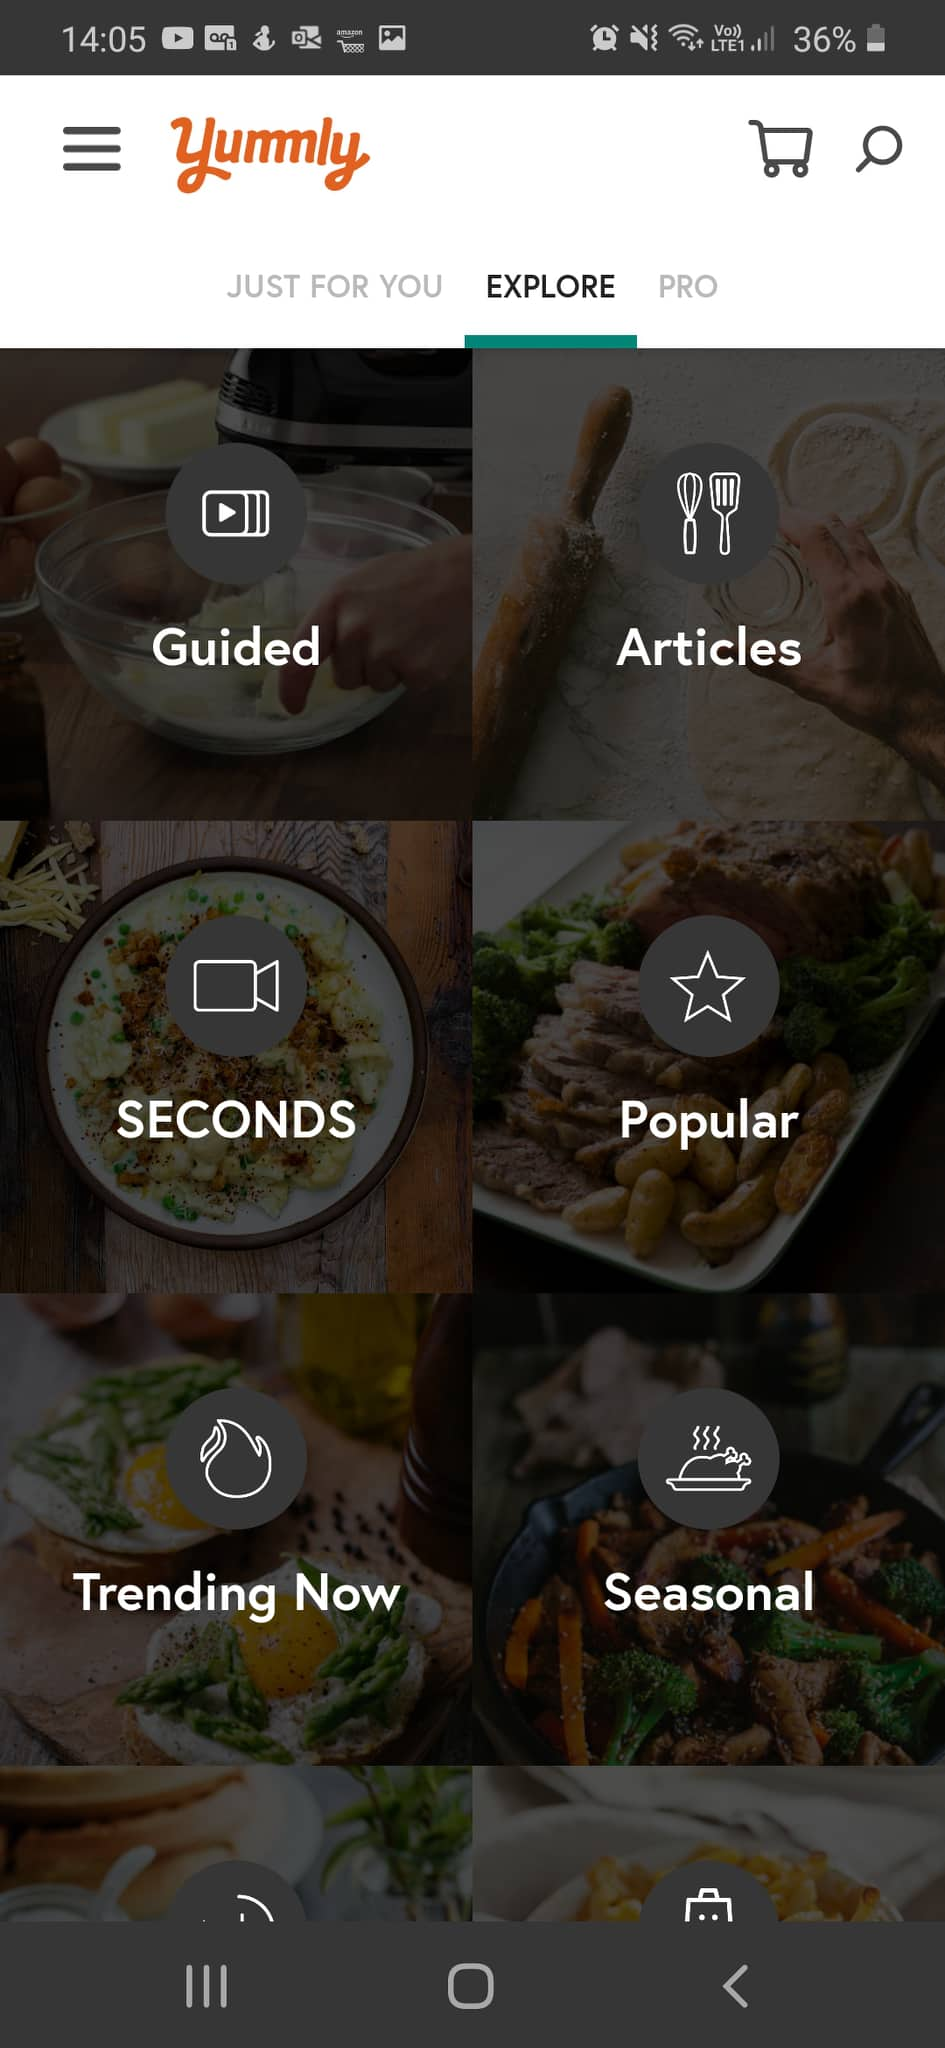 14:05
amazon
Vo))
LTE1
36%
Yummly
JUST FOR YOU
EXPLORE
PRO
Guided
Articles
SECONDS
Popular
Trending Now
Seasonal